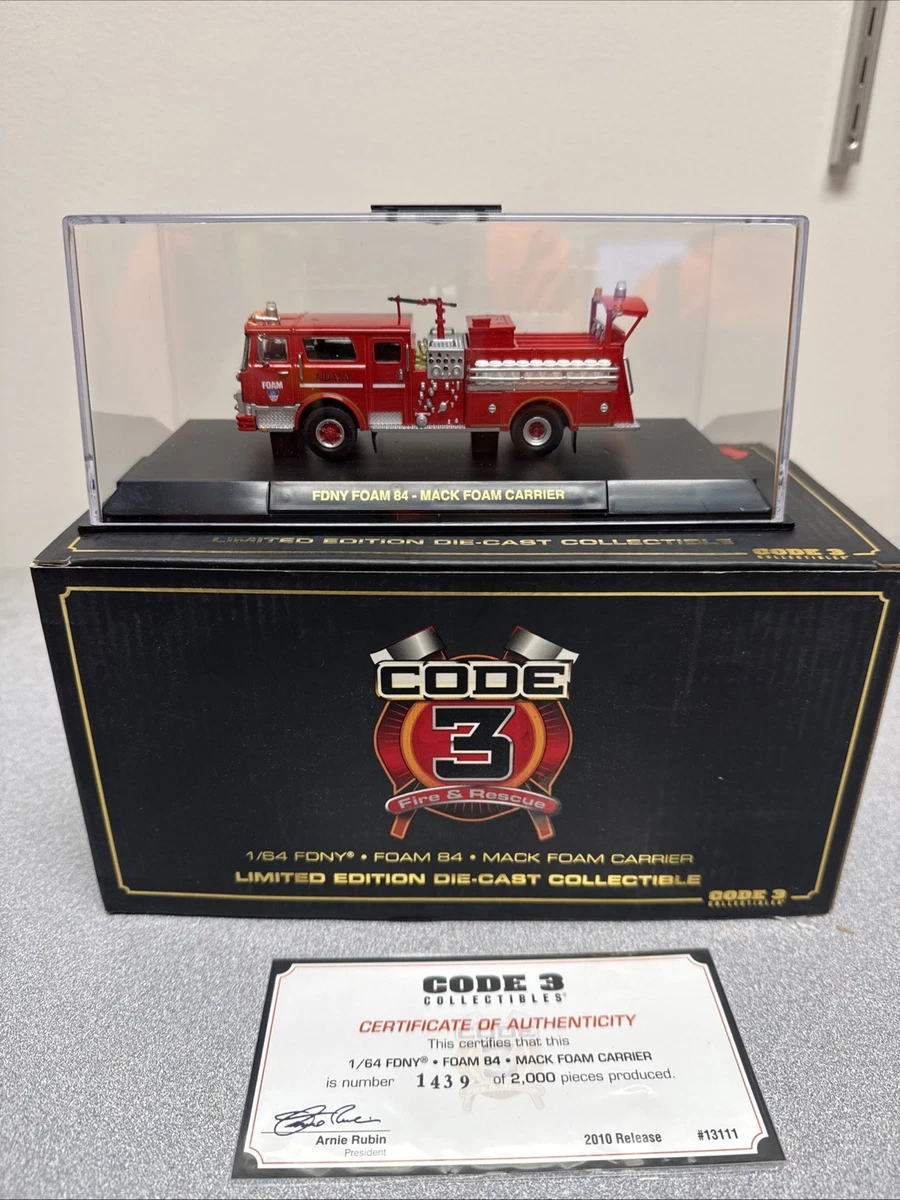 FOAM
FDNY FOAM 84 - MACK FOAM CARRIER
LIMITED EDITION DIE-CAST COLLECTIBLE
CODE 3
COLLECTIBLES
CODE
3
Fire & Rescue
1/64 FDNY® • FOAM 84 • MACK FOAM CARRIER
LIMITED EDITION DIE-CAST COLLECTIBLE
CODE 3
COLLECTIBLES
CODE 3
COLLECTIBLES®
CERTIFICATE OF AUTHENTICITY
This certifies that this
1/64 FDNY® • FOAM 84 • MACK FOAM CARRIER
is number 1439 of 2,000 pieces produced.
Arnie Rubin
President
2010 Release #13111